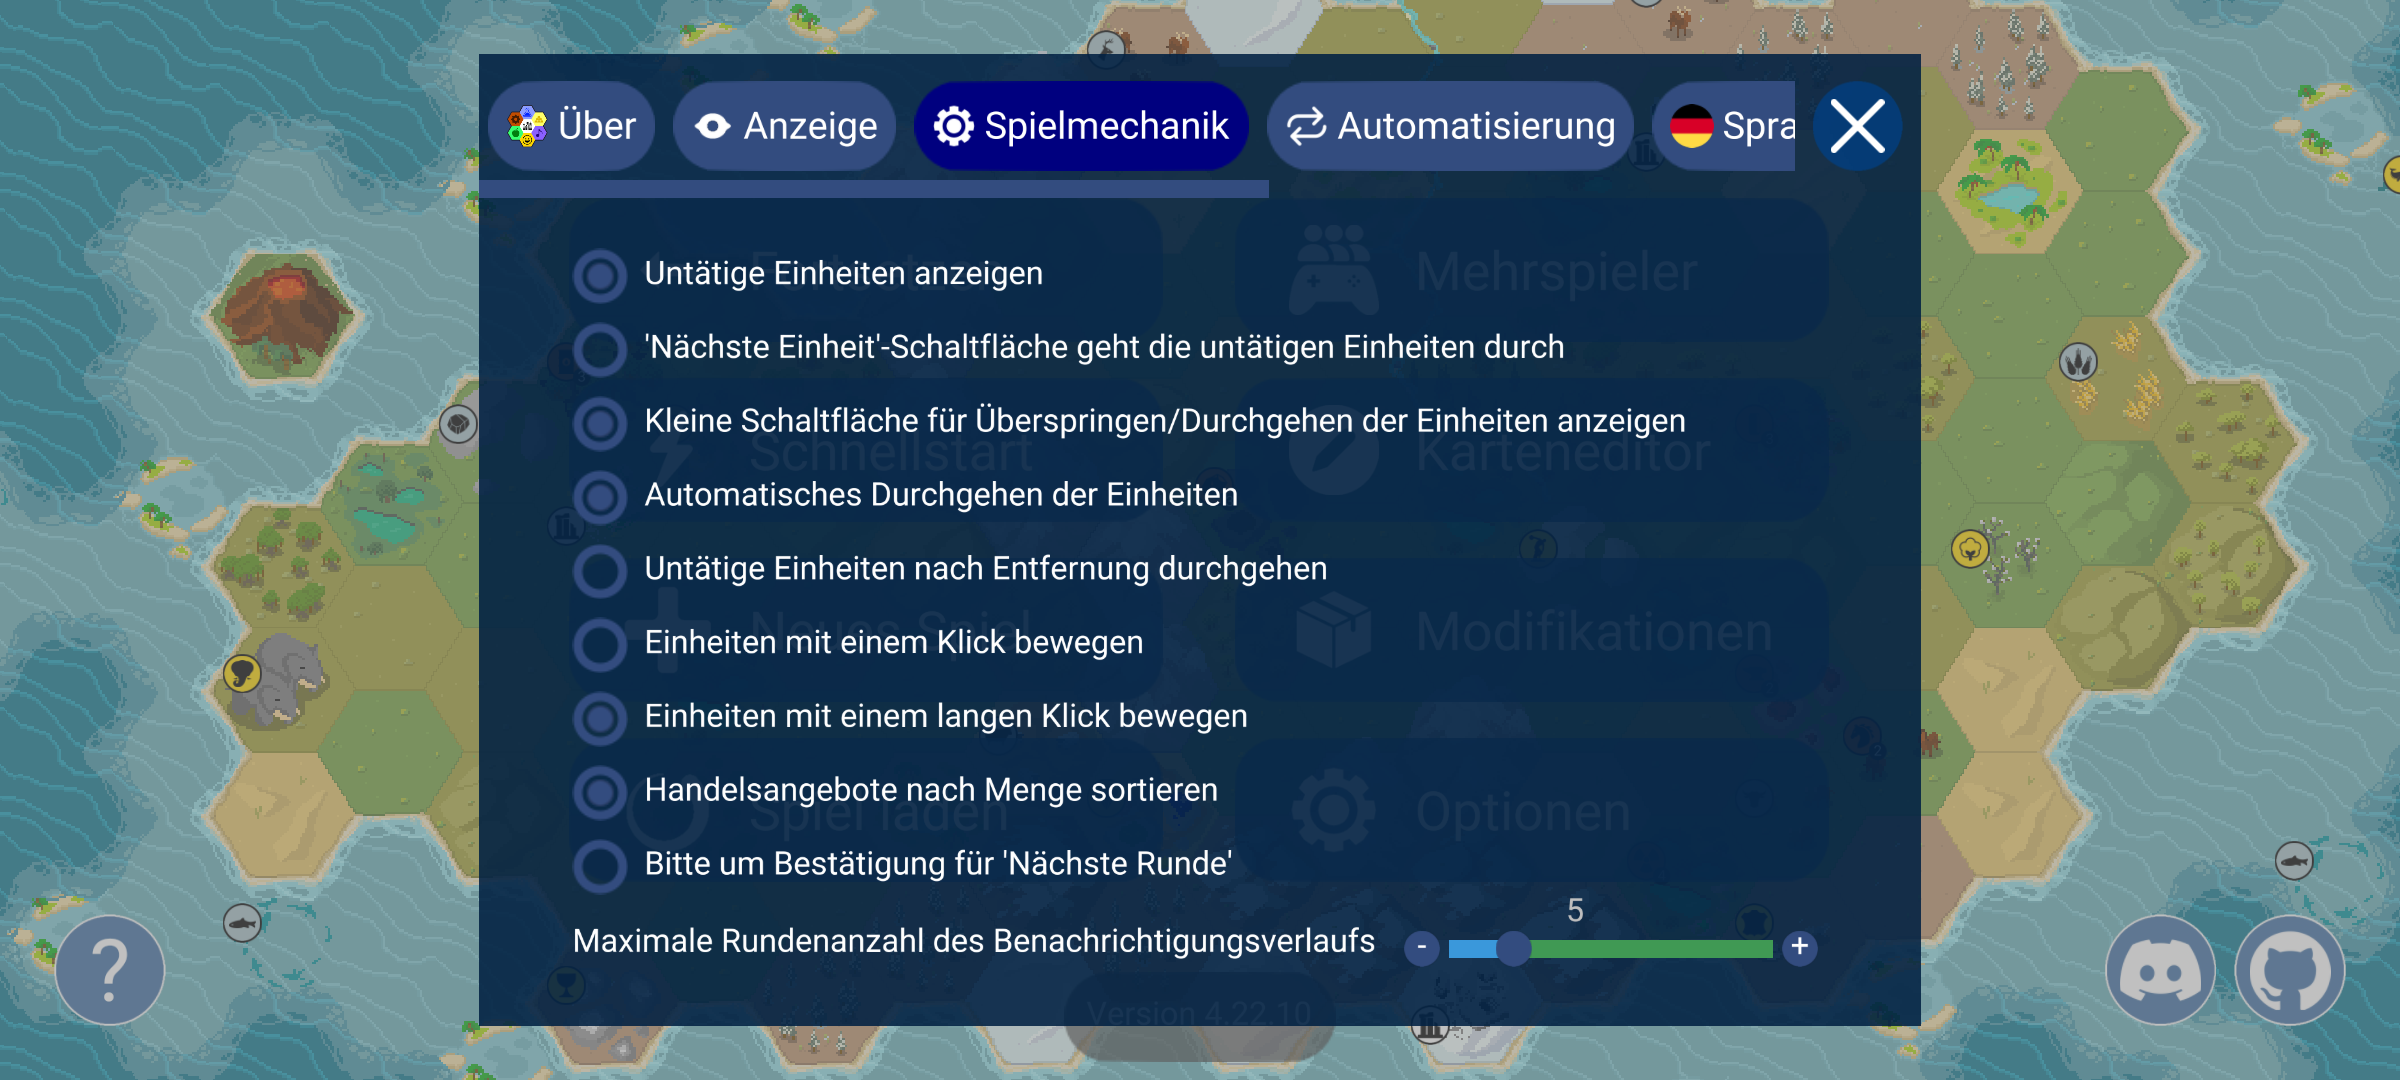 Über
Anzeige
Spielmechanik
Automatisierung
Spra
Untätige Einheiten anzeigen
Mehrspieler
'Nächste Einheit'-Schaltfläche geht die untätigen Einheiten durch
Kleine Schaltfläche für Überspringen/Durchgehen der Einheiten anzeigen
Schnellstart
Karteneditor
Automatisches Durchgehen der Einheiten
Untätige Einheiten nach Entfernung durchgehen
Neues Spiel
Modifikationen
Einheiten mit einem Klick bewegen
Einheiten mit einem langen Klick bewegen
Handelsangebote nach Menge sortieren
Spiel laden
Optionen
Bitte um Bestätigung für 'Nächste Runde'
5
Maximale Rundenanzahl des Benachrichtigungsverlaufs
-
+
?
Version 4.22.10